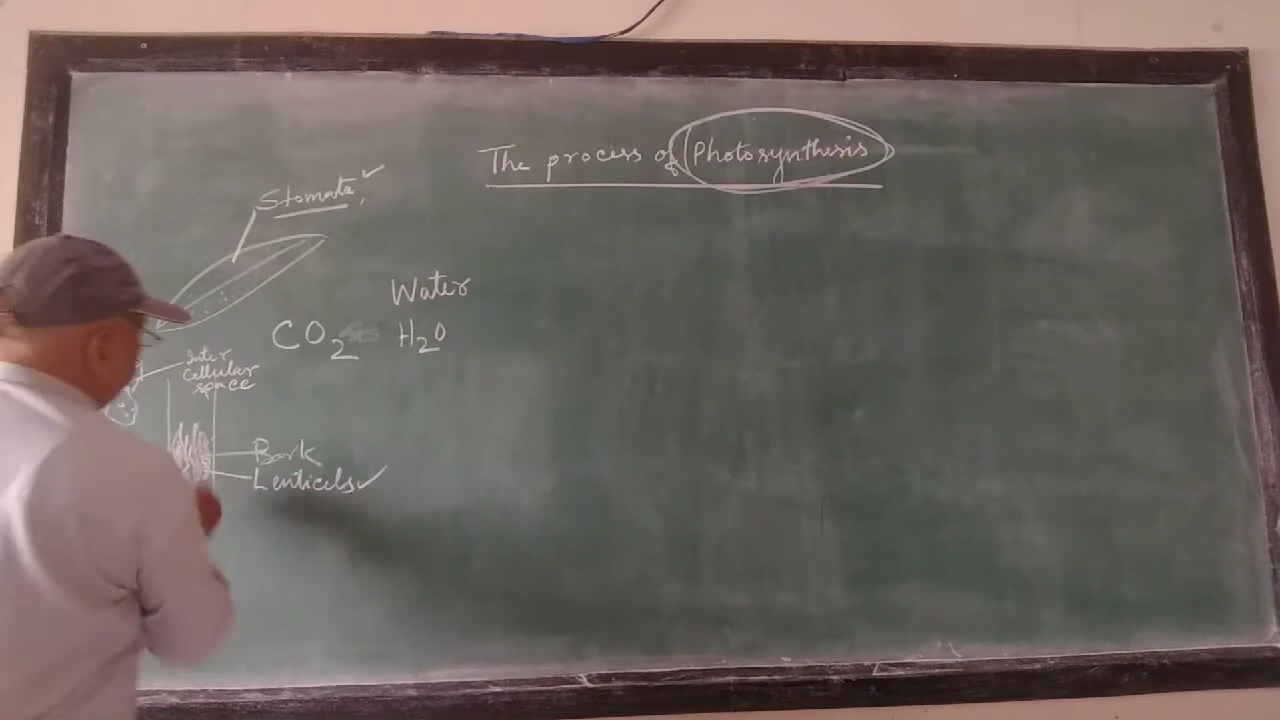 The process of Photosynthesis
Stomata,
Water
CO2 H2O
Inter
Cellular
space
Bark
Lenticels